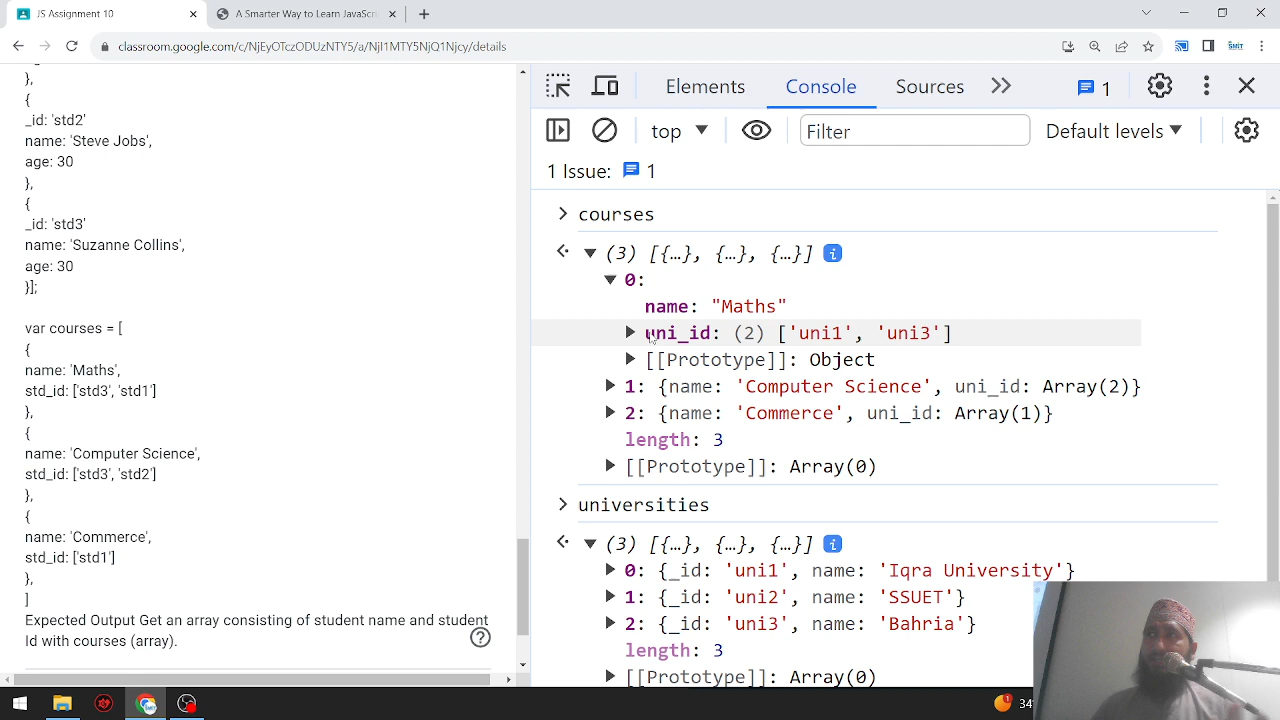 JS Assignment 10
A Smarter Way to Learn JavaScri
classroom.google.com/c/NjEyOTczODUzNTY5/a/NjI1MTY5NjQ1Njcy/details
},
{
_id: 'std2'
name: 'Steve Jobs',
age: 30
},
{
_id: 'std3'
name: 'Suzanne Collins',
age: 30
}];
var courses = [
{
name: 'Maths',
std_id: ['std3', 'std1']
},
{
name: 'Computer Science',
std_id: ['std3', 'std2']
},
{
name: 'Commerce',
std_id: ['std1']
},
]
Expected Output Get an array consisting of student name and student
Id with courses (array).
Elements Console Sources 1
top Filter Default levels
1 Issue: 1
courses
(3) [{…}, {…}, {…}]
0:
name: "Maths"
uni_id: (2) ['uni1', 'uni3']
[[Prototype]]: Object
1: {name: 'Computer Science', uni_id: Array(2)}
2: {name: 'Commerce', uni_id: Array(1)}
length: 3
[[Prototype]]: Array(0)
universities
(3) [{…}, {…}, {…}]
0: {_id: 'uni1', name: 'Iqra University'}
1: {_id: 'uni2', name: 'SSUET'}
2: {_id: 'uni3', name: 'Bahria'}
length: 3
[[Prototype]]: Array(0)